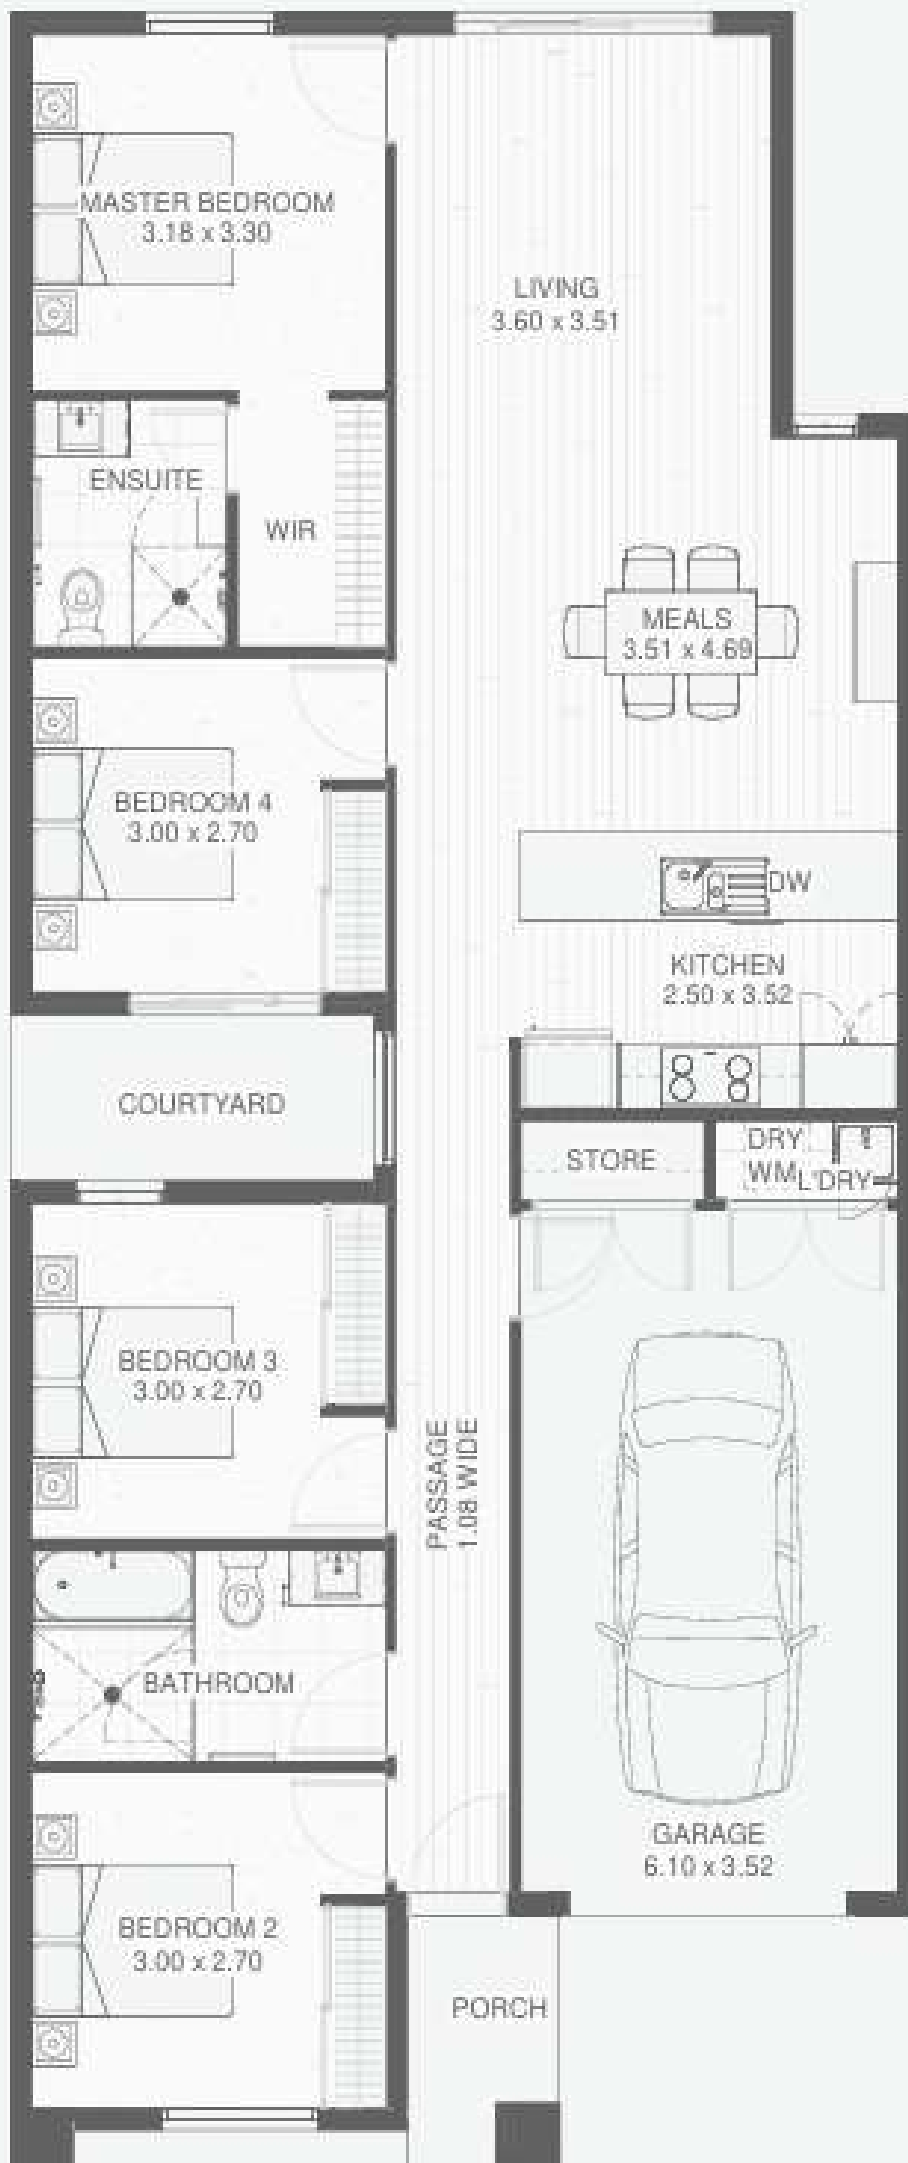 MASTER BEDROOM
3.18 x 3.30
LIVING
3.60 x 3.51
ENSUITE
WIR
MEALS
3.51 x 4.69
BEDROOM 4
3.00 x 2.70
DW
KITCHEN
2.50 x 3.52
COURTYARD
STORE
DRY
WM
L'DRY
BEDROOM 3
3.00 x 2.70
PASSAGE
1.08 WIDE
BATHROOM
GARAGE
6.10 x 3.52
BEDROOM 2
3.00 x 2.70
PORCH